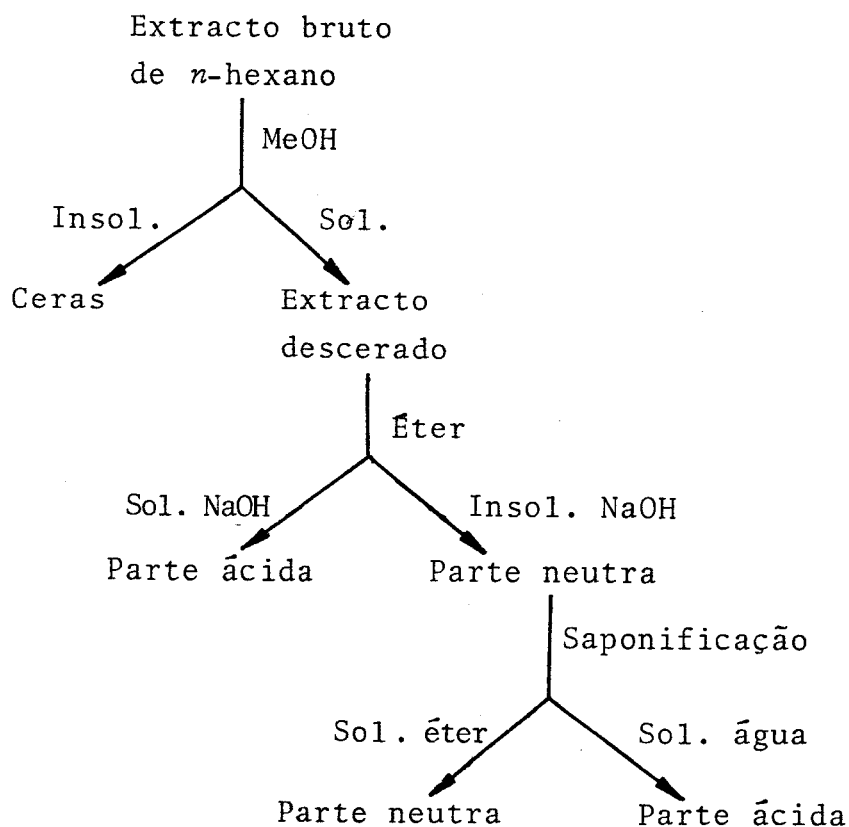 Extracto bruto
de n-hexano
MeOH
Insol.
Sol.
Ceras
Extracto
descerado
Éter
Sol. NaOH
Insol. NaOH
Parte ácida
Parte neutra
Saponificação
Sol. éter
Sol. água
Parte neutra
Parte ácida